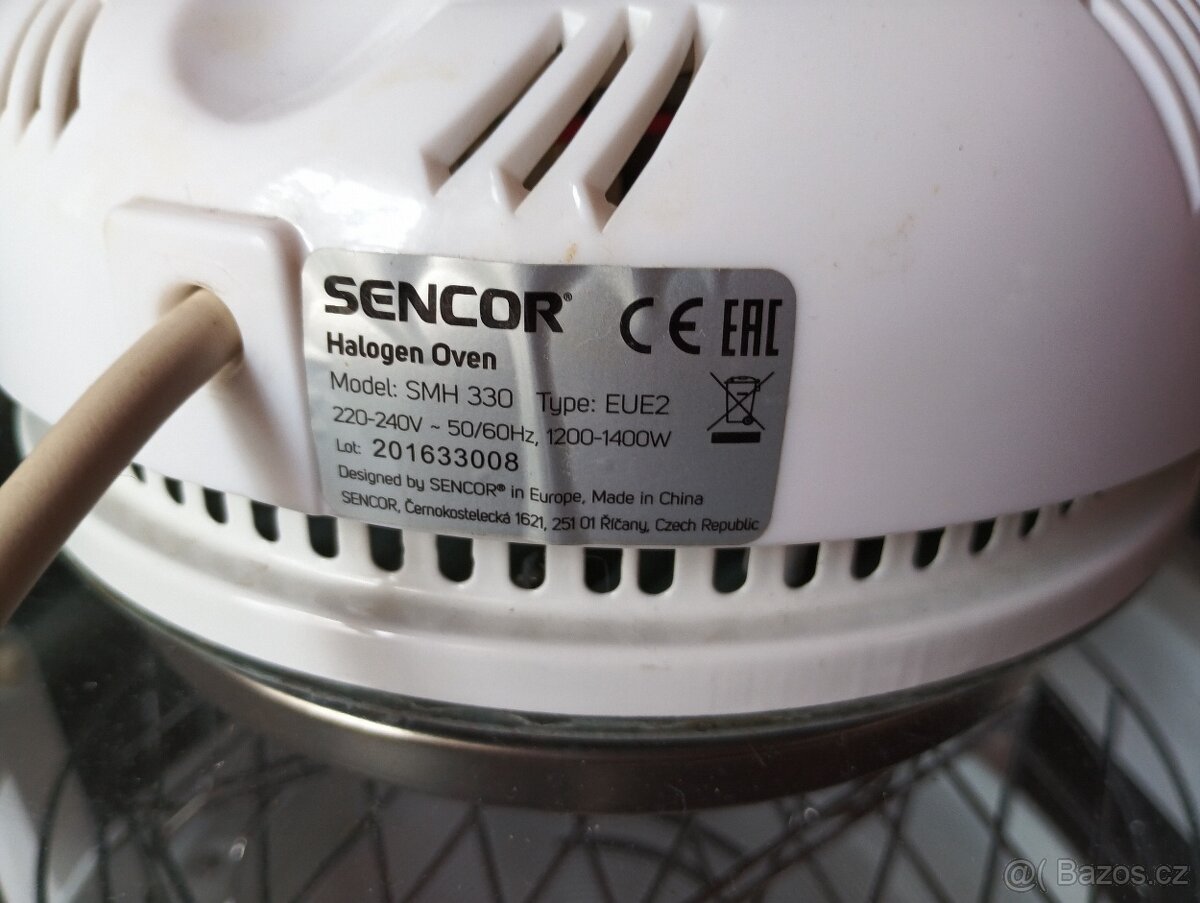 SENCOR®
CE EAC
Halogen Oven
Model: SMH 330 Type: EUE2
220-240V ~ 50/60Hz, 1200-1400W
Lot: 201633008
Designed by SENCOR® in Europe, Made in China
SENCOR, Černokostelecká 1621, 251 01 Říčany, Czech Republic
@( Bazos.cz